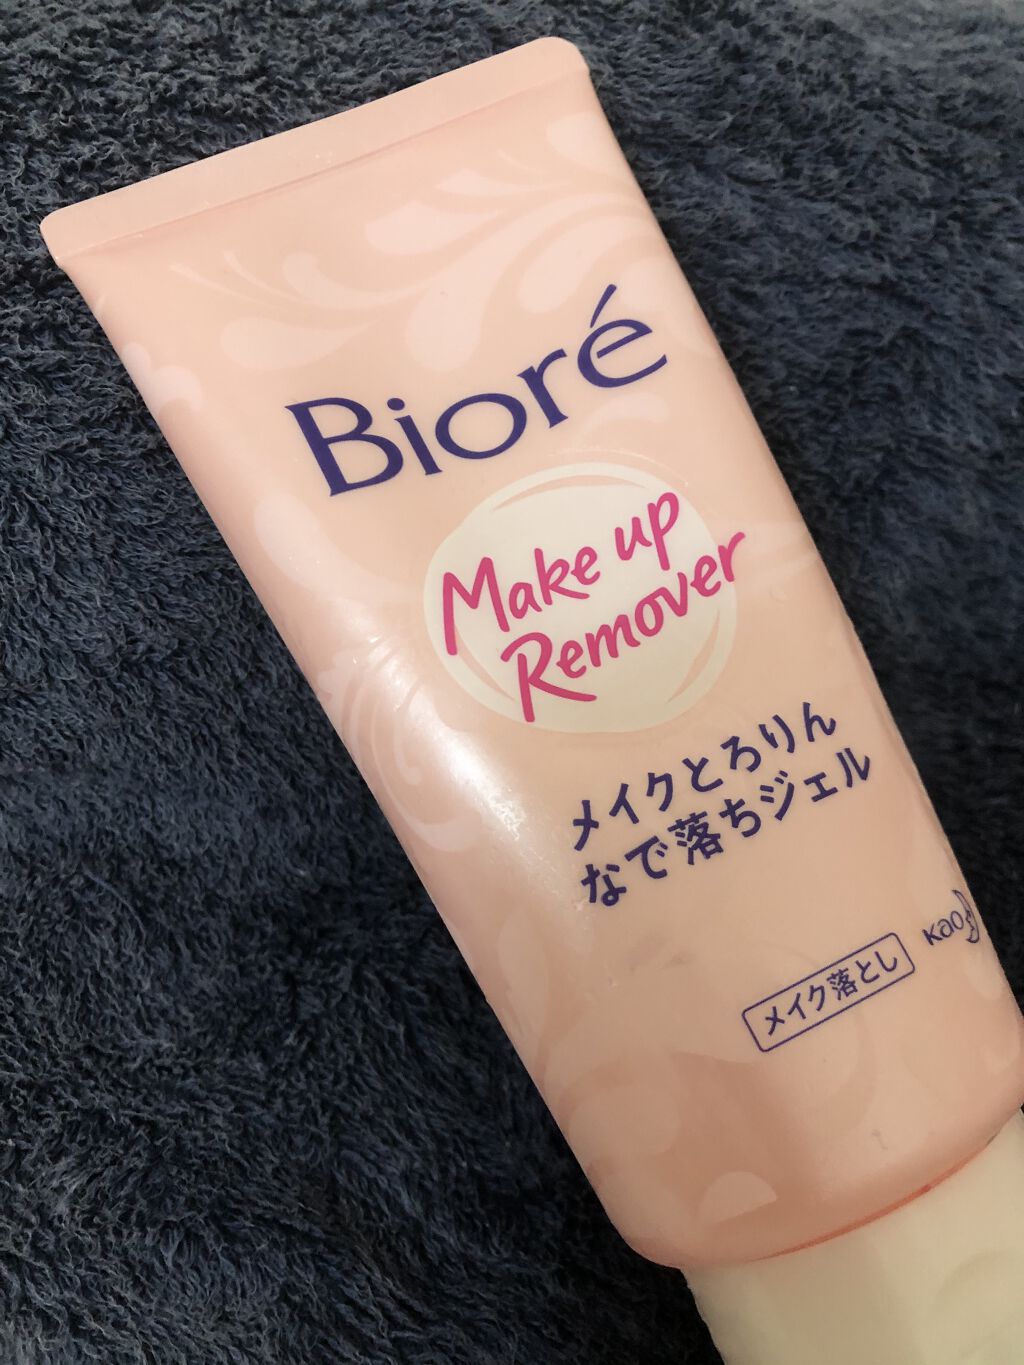 Bioré
Make up
Remover
メイクとろりん
なで落ちジェル
メイク落とし
Kao